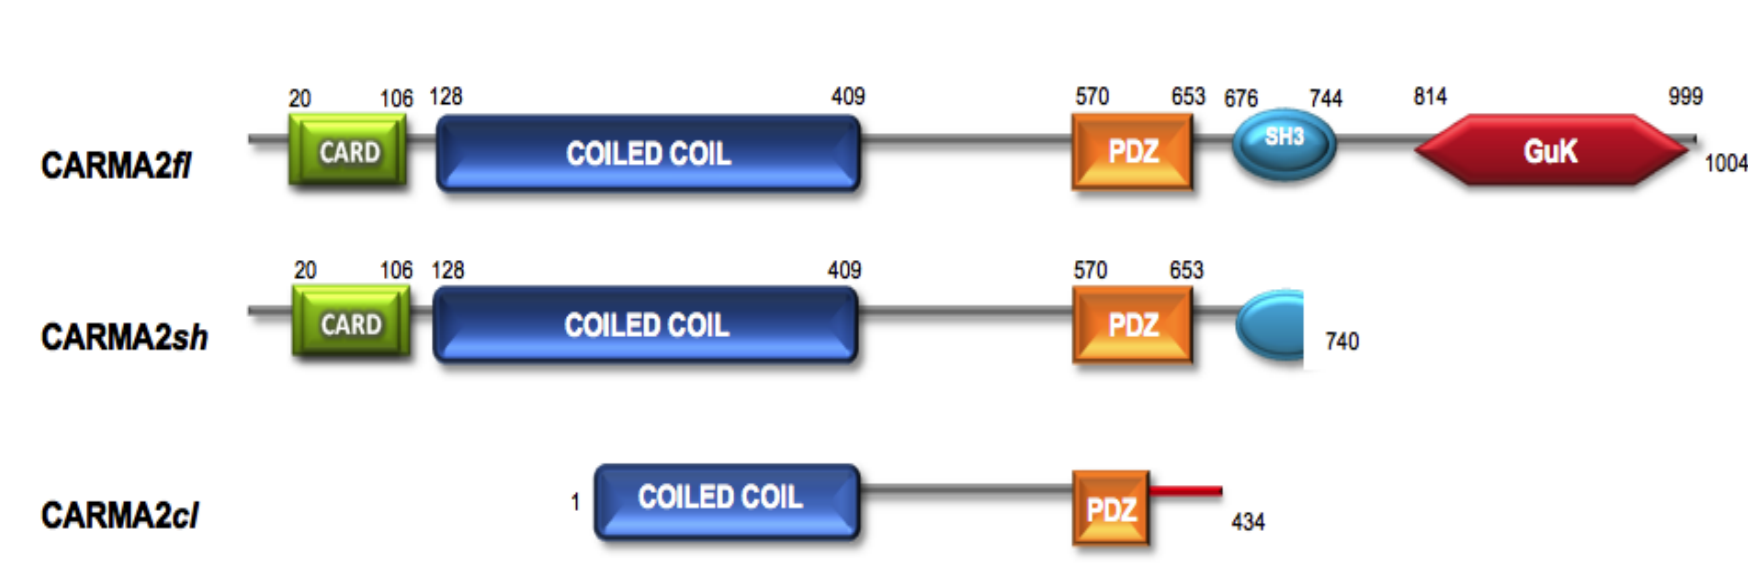 20 106 128 409 570 653 676 744 814 999
CARMA2fl CARD COILED COIL PDZ SH3 GuK 1004
20 106 128 409 570 653
CARMA2sh CARD COILED COIL PDZ 740
CARMA2cl 1 COILED COIL PDZ 434